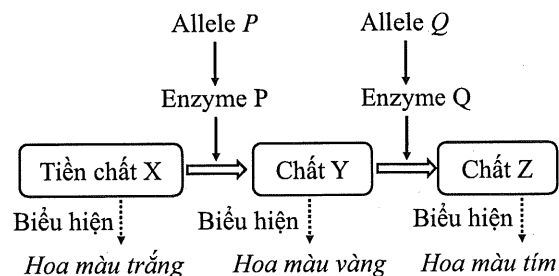 Allele P Allele Q
Enzyme P Enzyme Q
Tiền chất X Chất Y Chất Z
Biểu hiện Biểu hiện Biểu hiện
Hoa màu trắng Hoa màu vàng Hoa màu tím